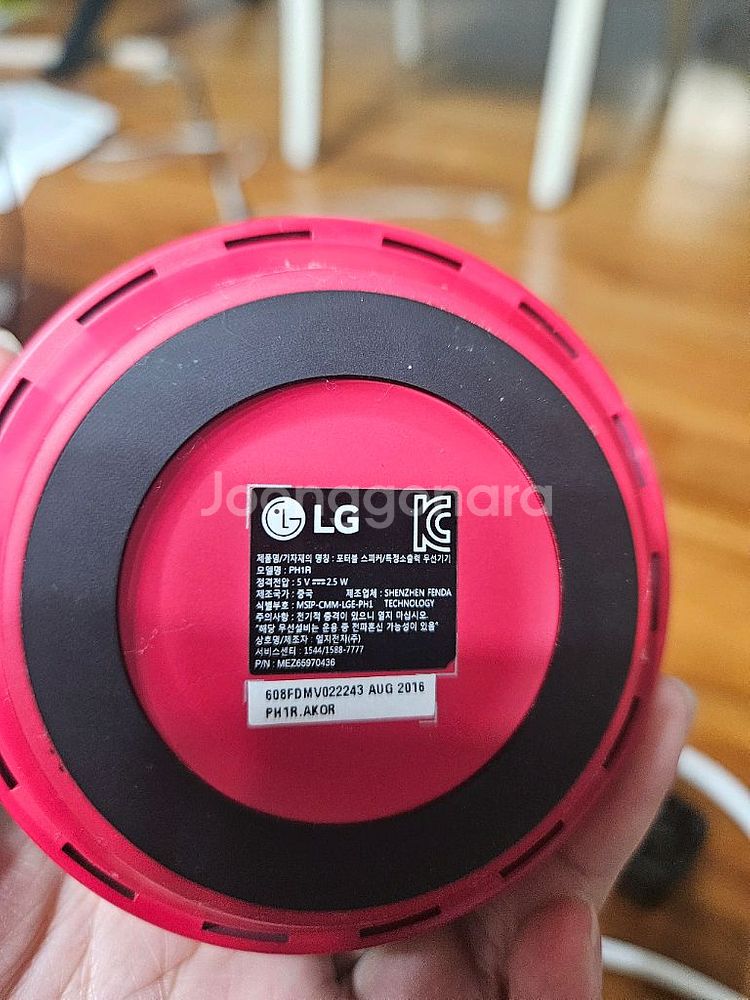 Joonggonara
LG
제품명/기자재의 명칭 : 포터블 스피커/특정소출력 무선기기
모델명 : PH1R
정격전압 : 5 V⎓2.5 W
제조국가 : 중국 제조업체 : SHENZHEN FENDA
식별부호 : MSIP-CMM-LGE-PH1 TECHNOLOGY
주의사항 : 전기적 충격이 있으니 열지 마십시오.
"해당 무선설비는 운용 중 전파혼신 가능성이 있음"
상호명/제조자 : 엘지전자(주)
서비스센터 : 1544/1588-7777
P/N : MEZ65970436
608FDMV022243 AUG 2016
PH1R.AKOR